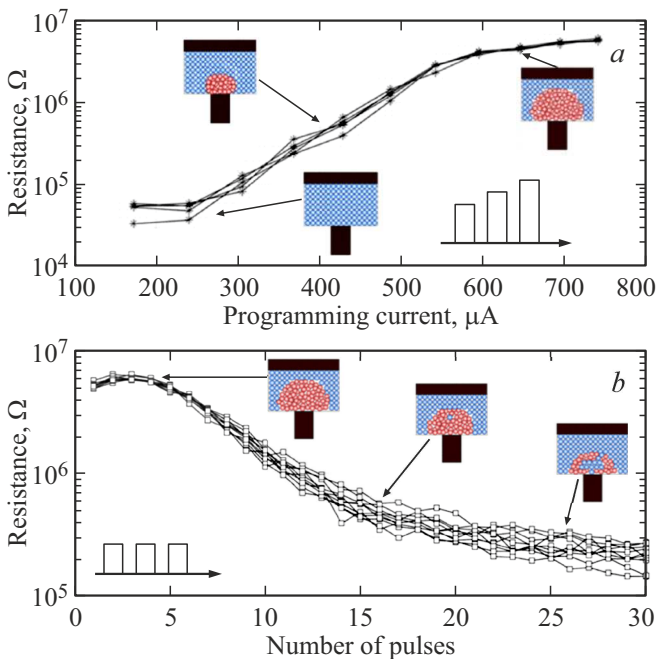 10^7
a
Resistance, Ω
10^6
10^5
10^4
100 200 300 400 500 600 700 800
Programming current, μA
10^7
b
Resistance, Ω
10^6
10^5
0 5 10 15 20 25 30
Number of pulses